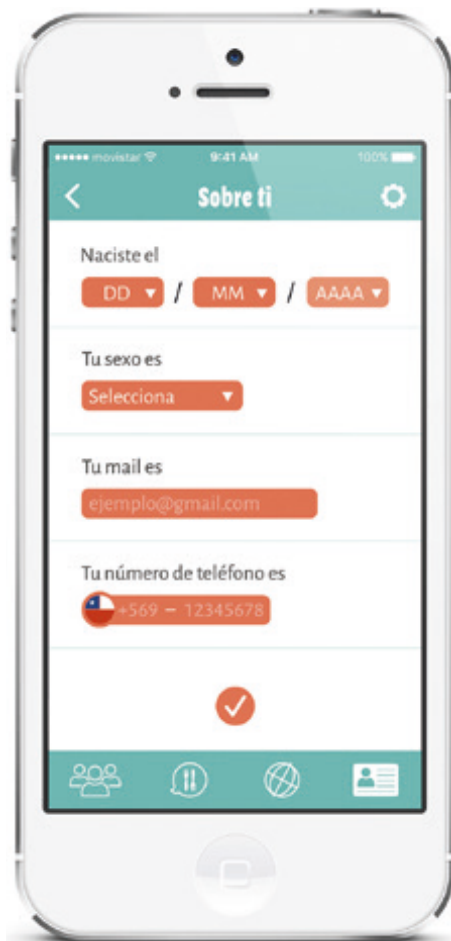 movistar 9:41 AM 100%
Sobre ti
Naciste el
DD / MM / AAAA
Tu sexo es
Selecciona
Tu mail es
ejemplo@gmail.com
Tu número de teléfono es
+569 – 12345678